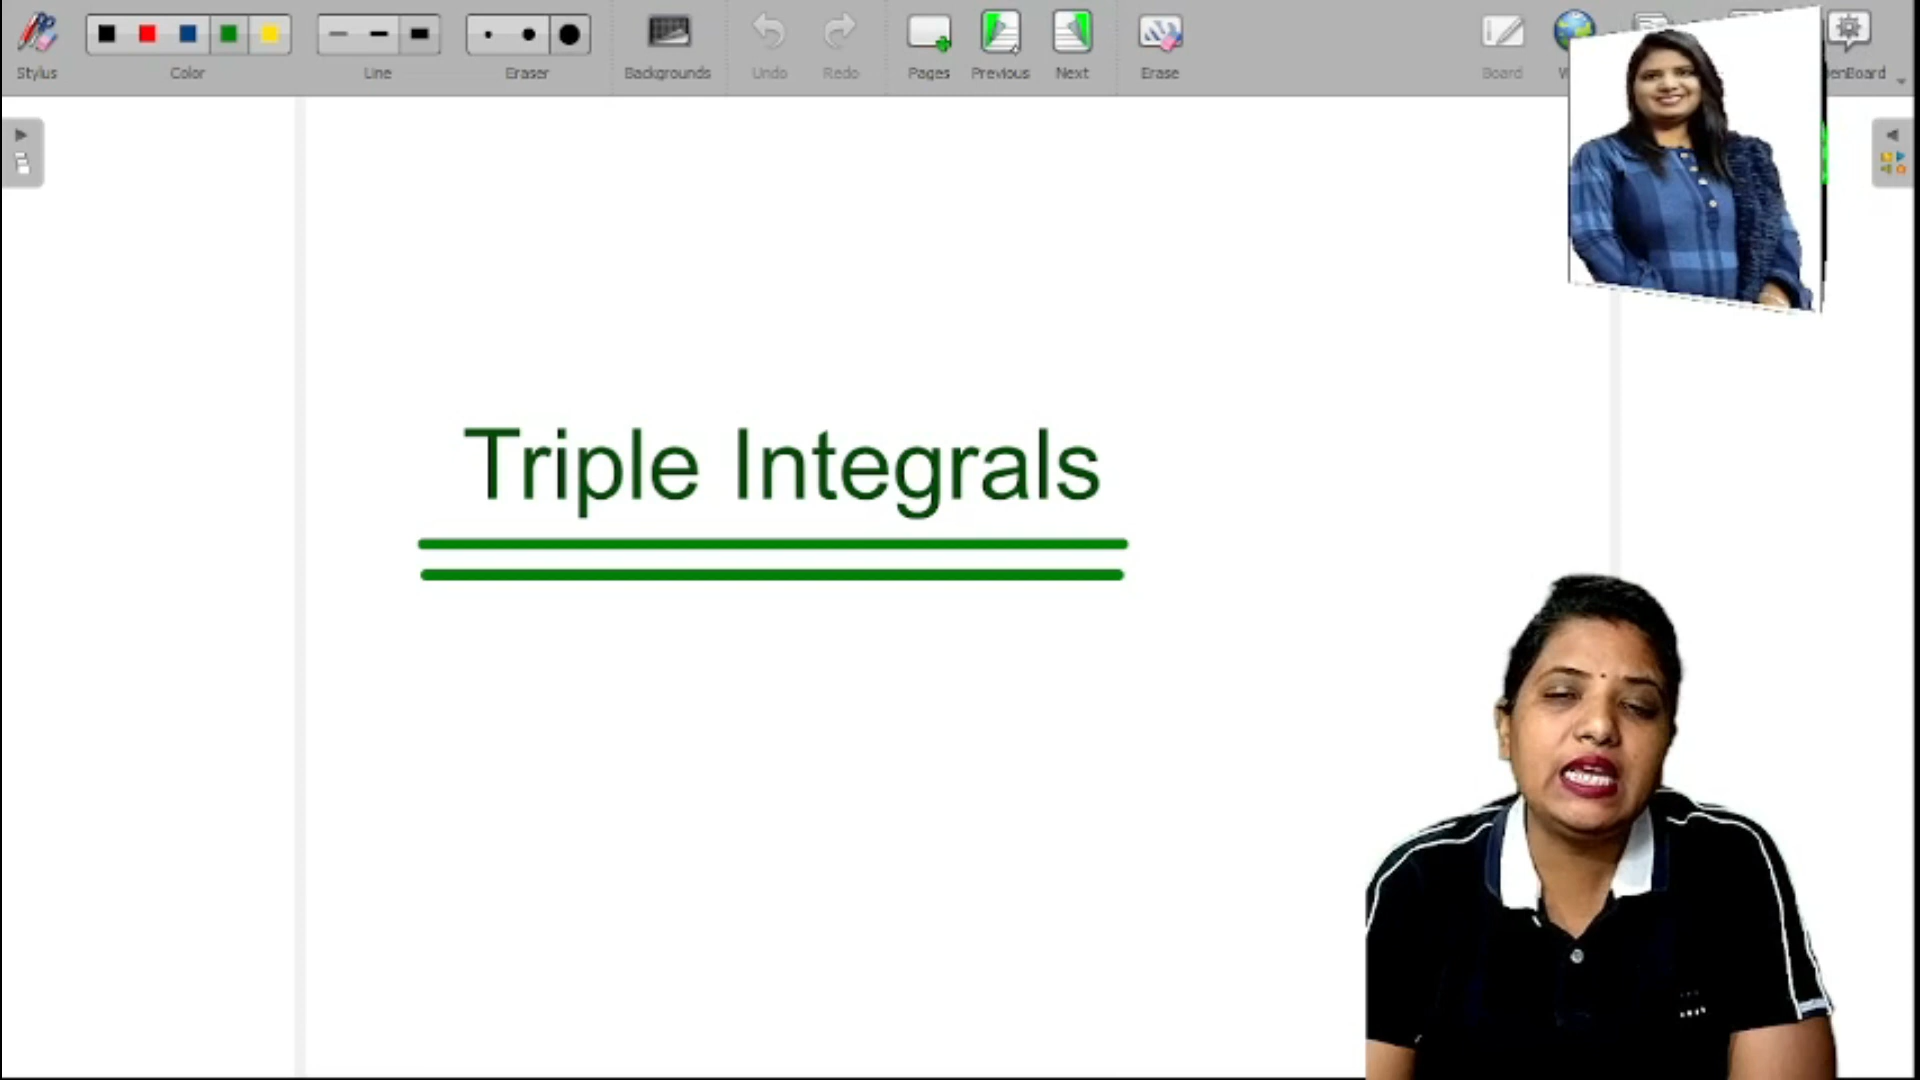 Stylus
Color
Line
Eraser
Backgrounds
Undo
Redo
Pages
Previous
Next
Erase
Board
Triple Integrals